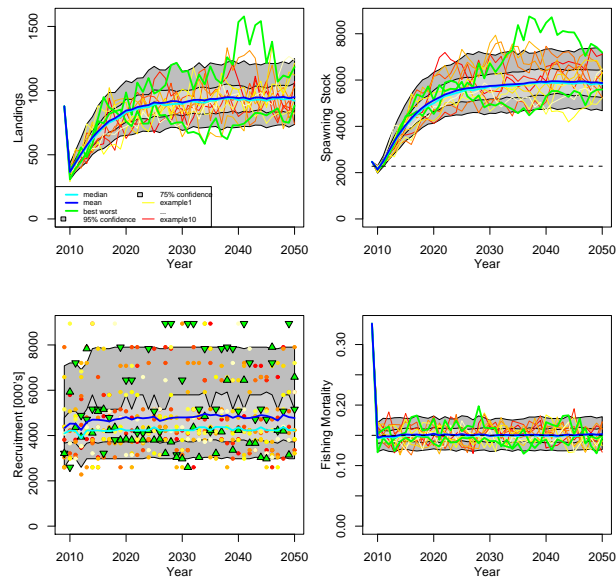 Landings
0
500
1000
1500
median
mean
best worst
95% confidence
75% confidence
example1
...
example10
2010 2020 2030 2040 2050
Year
Spawning Stock
0
2000
4000
6000
8000
2010 2020 2030 2040 2050
Year
Recruitment [000's]
0
2000
4000
6000
8000
2010 2020 2030 2040 2050
Year
Fishing Mortality
0.00
0.10
0.20
0.30
2010 2020 2030 2040 2050
Year